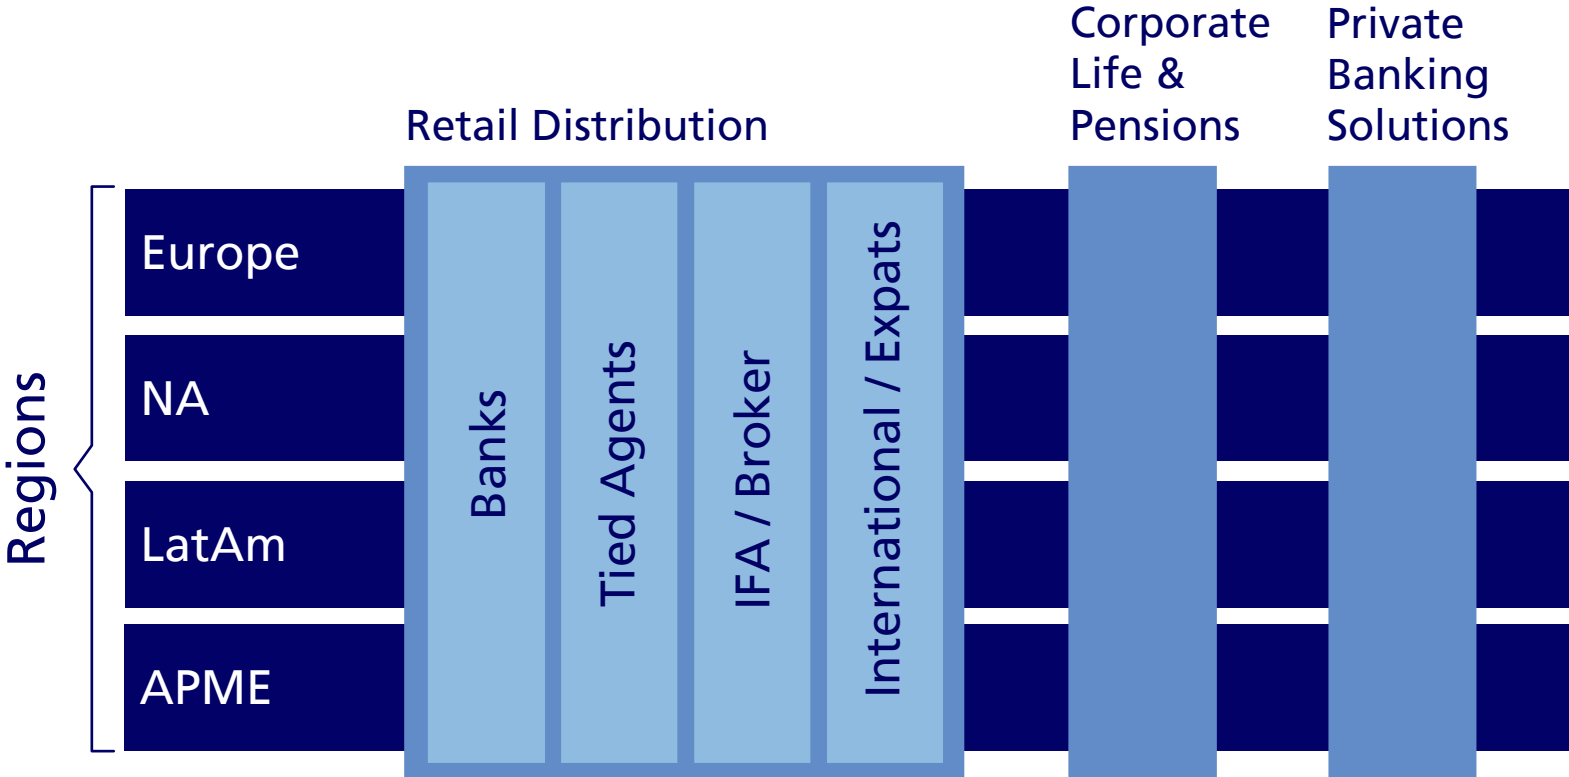 Corporate
Life &
Pensions
Private
Banking
Solutions
Retail Distribution
Regions
Europe
NA
LatAm
APME
Banks
Tied Agents
IFA / Broker
International / Expats